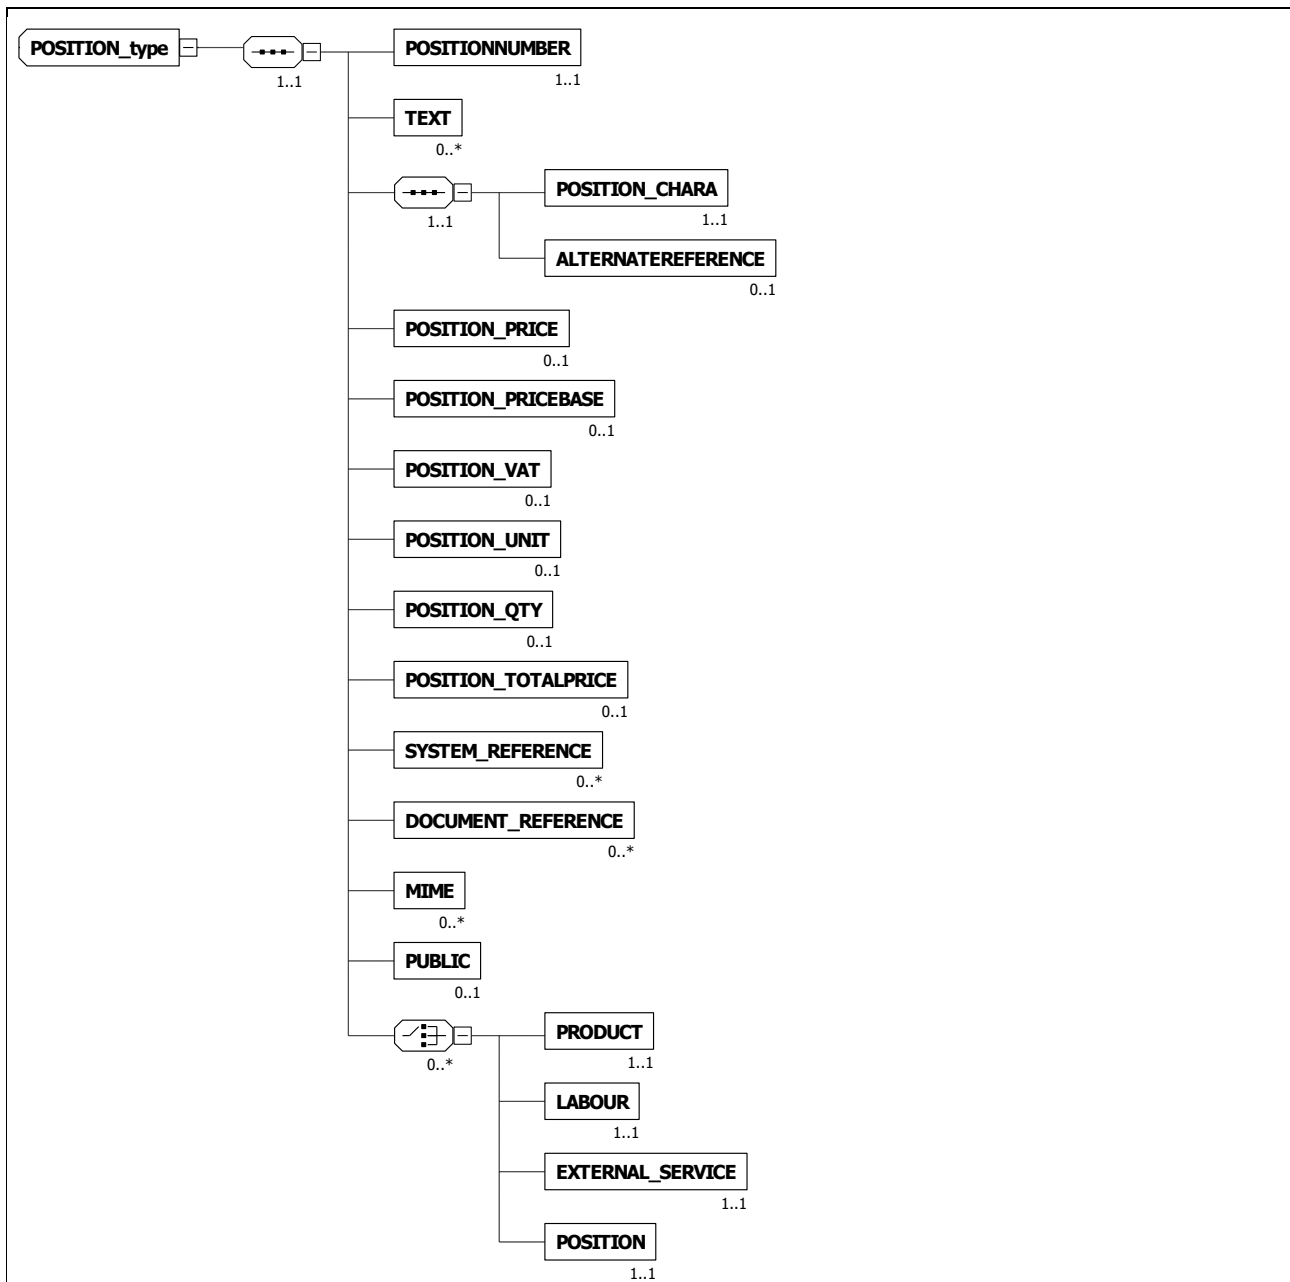 POSITION_type
1..1
POSITIONNUMBER
1..1
TEXT
0..*
1..1
POSITION_CHARA
1..1
ALTERNATEREFERENCE
0..1
POSITION_PRICE
0..1
POSITION_PRICEBASE
0..1
POSITION_VAT
0..1
POSITION_UNIT
0..1
POSITION_QTY
0..1
POSITION_TOTALPRICE
0..1
SYSTEM_REFERENCE
0..*
DOCUMENT_REFERENCE
0..*
MIME
0..*
PUBLIC
0..1
0..*
PRODUCT
1..1
LABOUR
1..1
EXTERNAL_SERVICE
1..1
POSITION
1..1